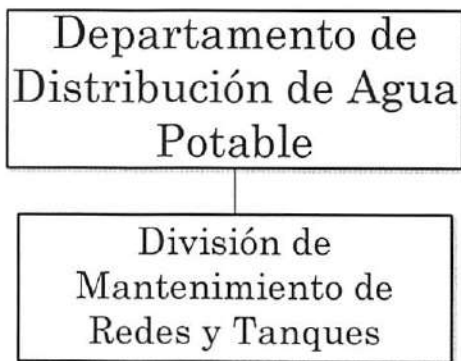 Departamento de
Distribución de Agua
Potable
División de
Mantenimiento de
Redes y Tanques